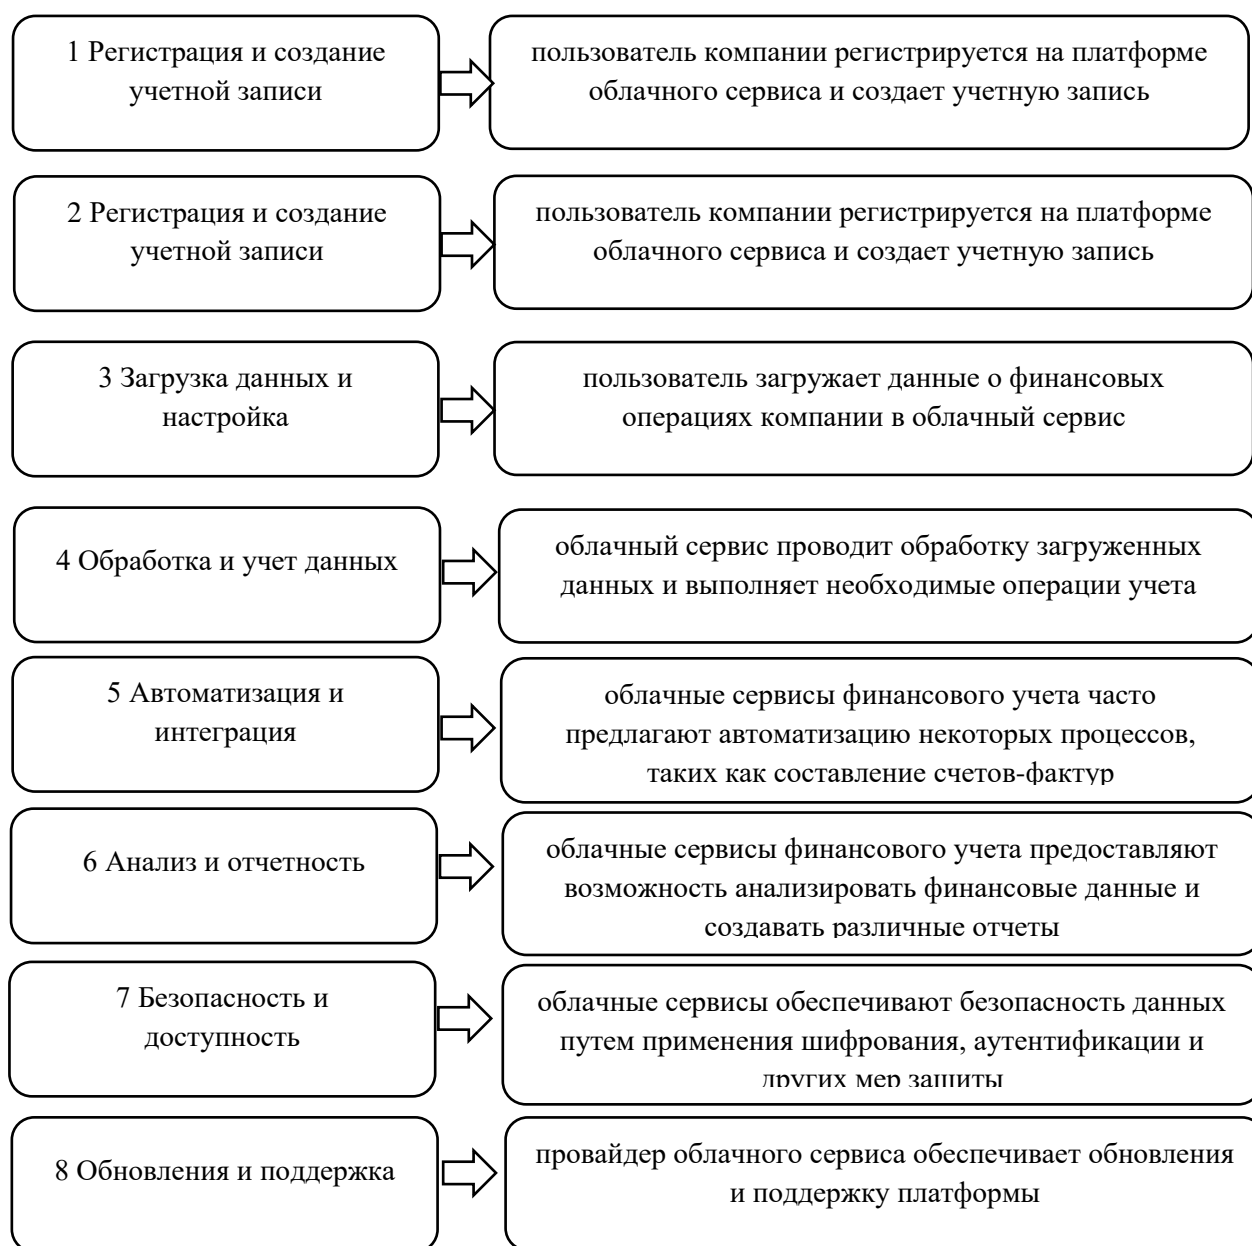 1 Регистрация и создание
учетной записи
пользователь компании регистрируется на платформе
облачного сервиса и создает учетную запись
2 Регистрация и создание
учетной записи
пользователь компании регистрируется на платформе
облачного сервиса и создает учетную запись
3 Загрузка данных и
настройка
пользователь загружает данные о финансовых
операциях компании в облачный сервис
4 Обработка и учет данных
облачный сервис проводит обработку загруженных
данных и выполняет необходимые операции учета
5 Автоматизация и
интеграция
облачные сервисы финансового учета часто
предлагают автоматизацию некоторых процессов,
таких как составление счетов-фактур
6 Анализ и отчетность
облачные сервисы финансового учета предоставляют
возможность анализировать финансовые данные и
создавать различные отчеты
7 Безопасность и
доступность
облачные сервисы обеспечивают безопасность данных
путем применения шифрования, аутентификации и
других мер защиты
8 Обновления и поддержка
провайдер облачного сервиса обеспечивает обновления
и поддержку платформы